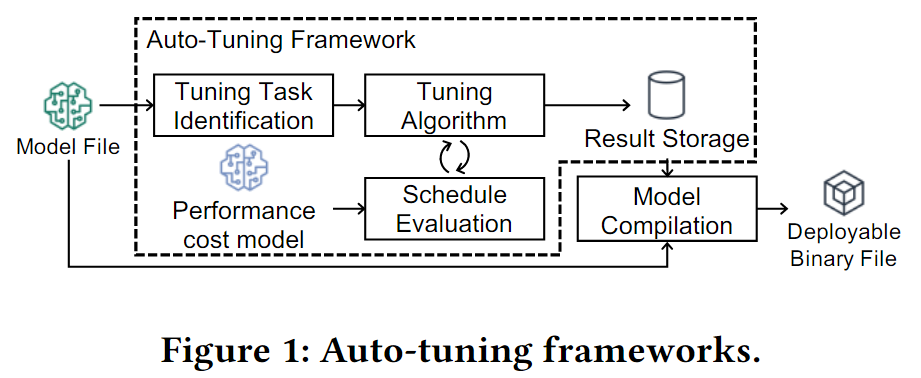 Auto-Tuning Framework
Model File
Tuning Task
Identification
Tuning
Algorithm
Result Storage
Performance
cost model
Schedule
Evaluation
Model
Compilation
Deployable
Binary File
Figure 1: Auto-tuning frameworks.